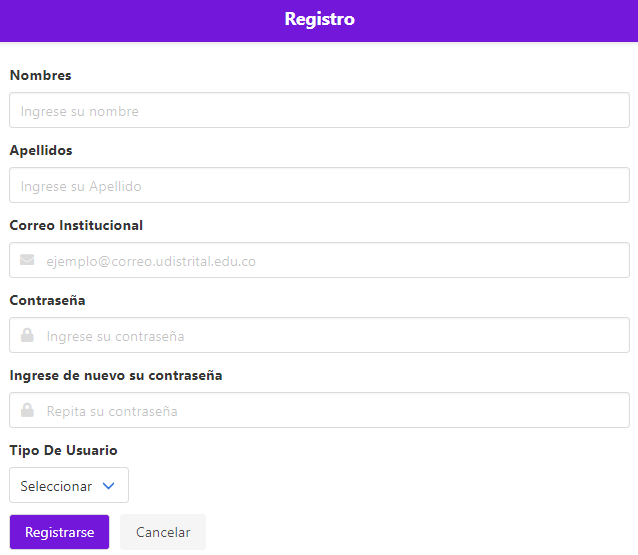 Registro
Nombres
Ingrese su nombre
Apellidos
Ingrese su Apellido
Correo Institucional
ejemplo@correo.udistrital.edu.co
Contraseña
Ingrese su contraseña
Ingrese de nuevo su contraseña
Repita su contraseña
Tipo De Usuario
Seleccionar
Registrarse Cancelar